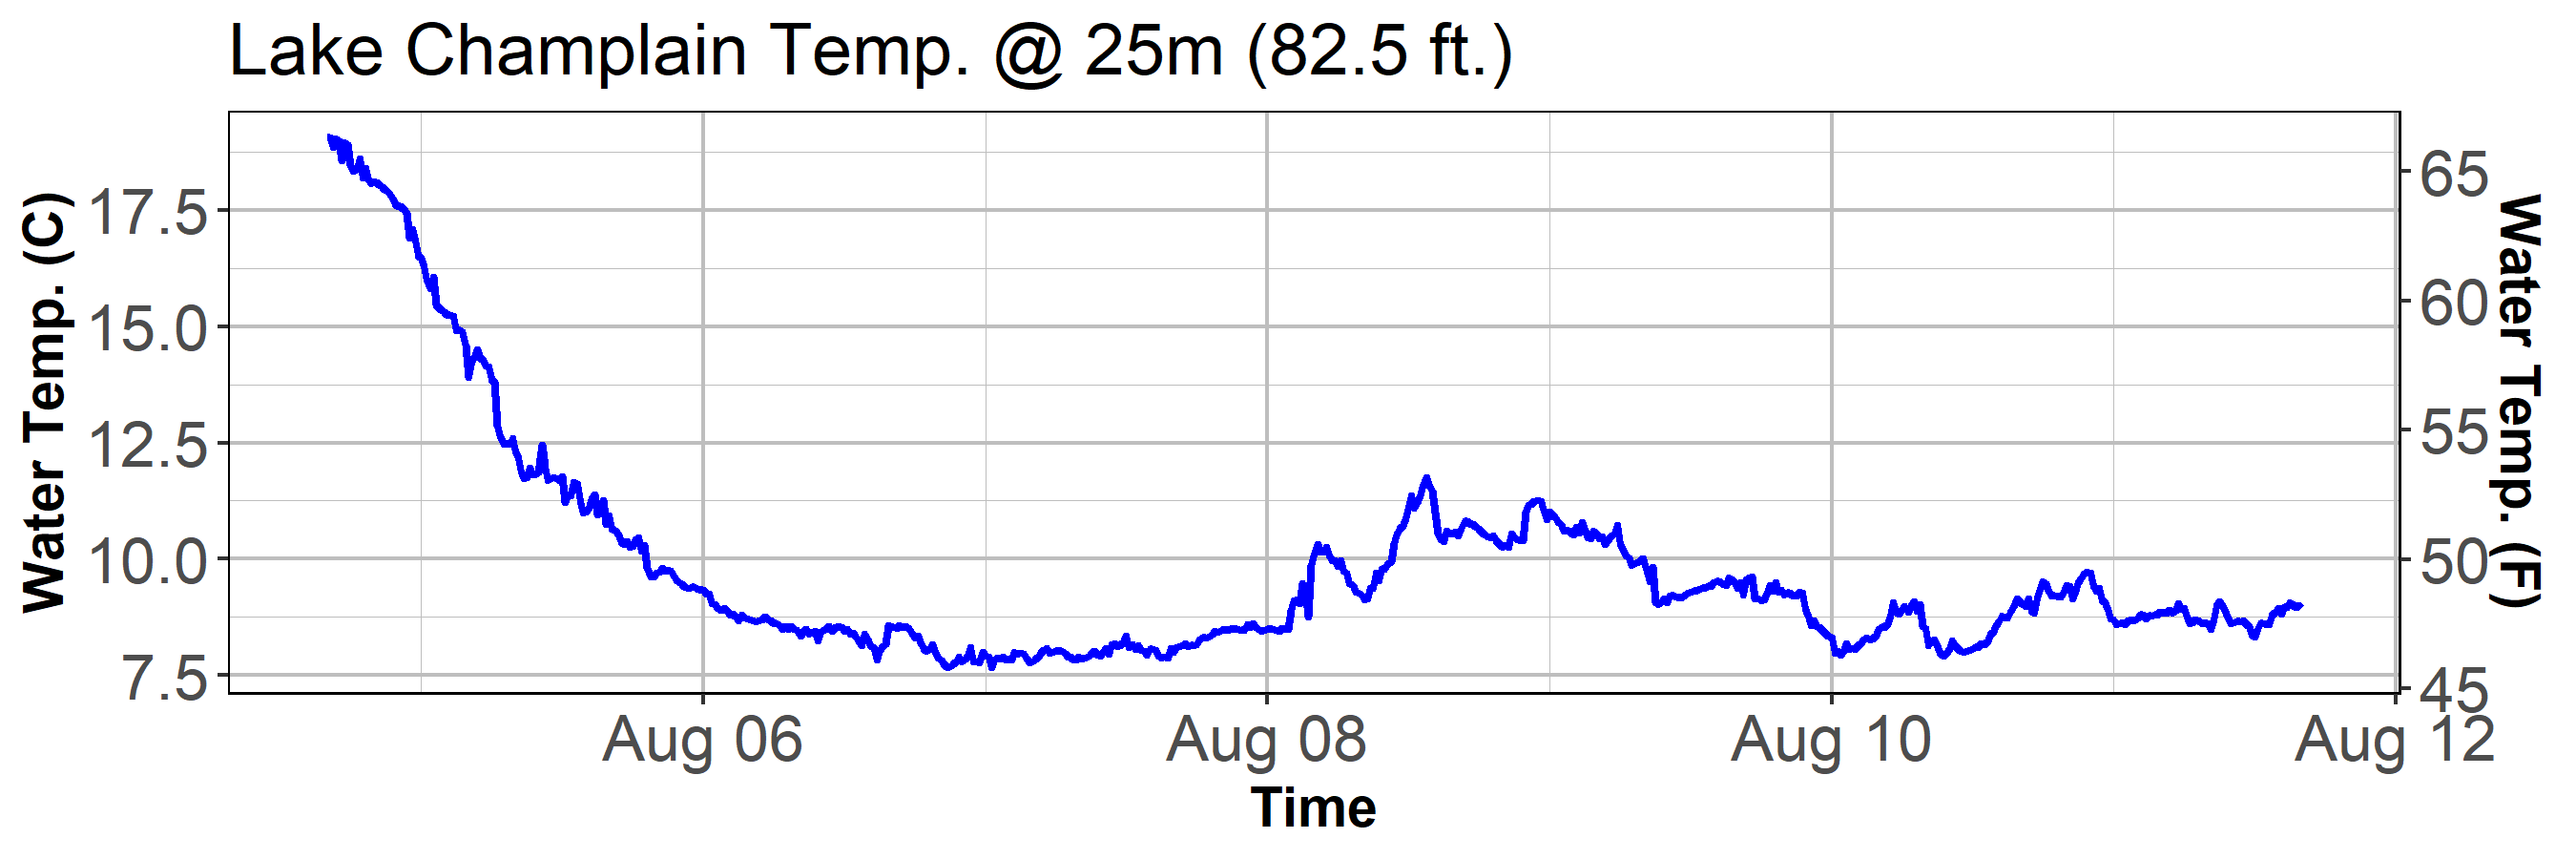 Lake Champlain Temp. @ 25m (82.5 ft.)
Water Temp. (C)
17.5
15.0
12.5
10.0
7.5
65
60
55
50
45
Water Temp. (F)
Aug 06 Aug 08 Aug 10 Aug 12
Time